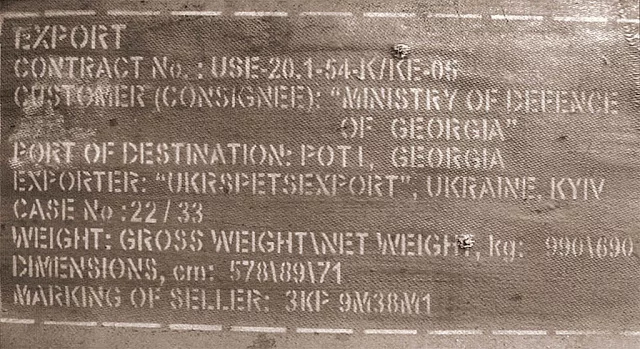 EXPORT
CONTRACT No. : USE-20.1-54-K/KE-05
CUSTOMER (CONSIGNEE): "MINISTRY OF DEFENCE
OF GEORGIA"
PORT OF DESTINATION: POTI, GEORGIA
EXPORTER: "UKRSPETSEXPORT", UKRAINE, KYIV
CASE No :22 / 33
WEIGHT: GROSS WEIGHT\NET WEIGHT, kg: 990\690
DIMENSIONS, cm: 578\89\71
MARKING OF SELLER: 3KP 9M38M1